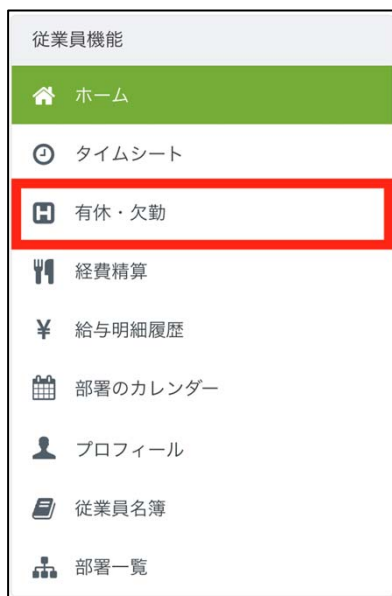 従業員機能
ホーム
タイムシート
有休・欠勤
経費精算
給与明細履歴
部署のカレンダー
プロフィール
従業員名簿
部署一覧